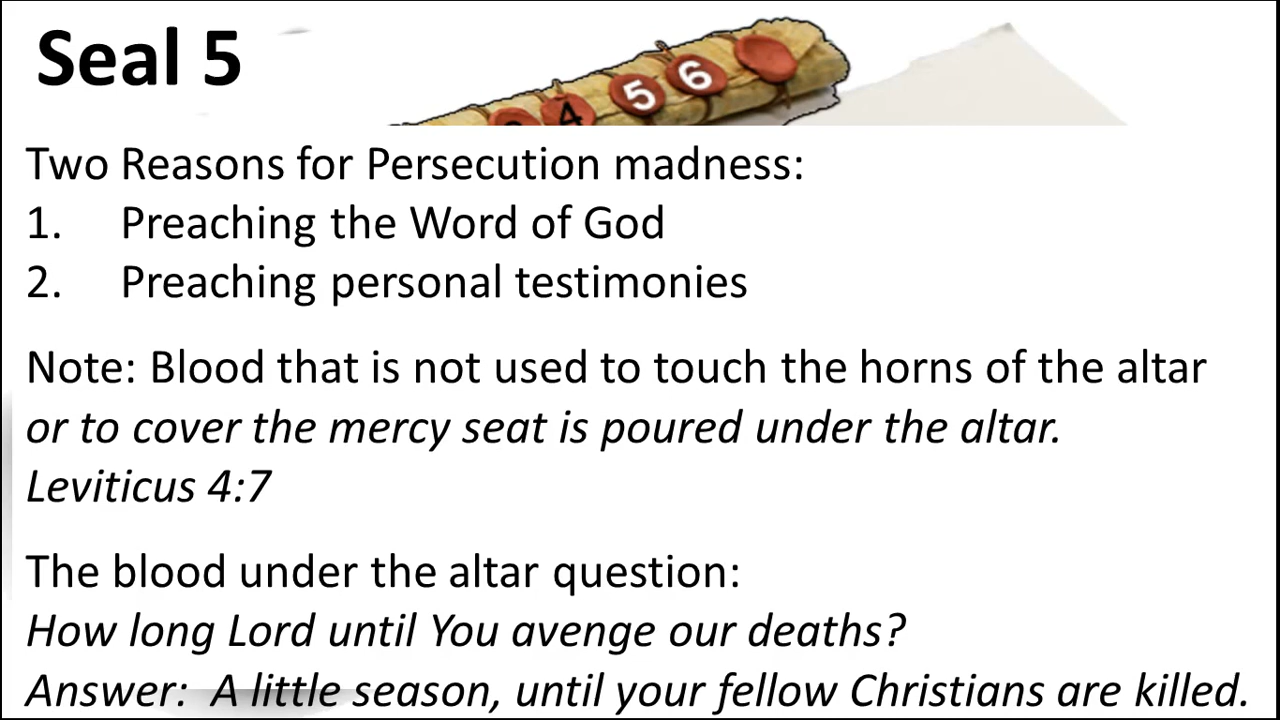 Seal 5
4 5 6
Two Reasons for Persecution madness:
1. Preaching the Word of God
2. Preaching personal testimonies
Note: Blood that is not used to touch the horns of the altar
or to cover the mercy seat is poured under the altar.
Leviticus 4:7
The blood under the altar question:
How long Lord until You avenge our deaths?
Answer: A little season, until your fellow Christians are killed.